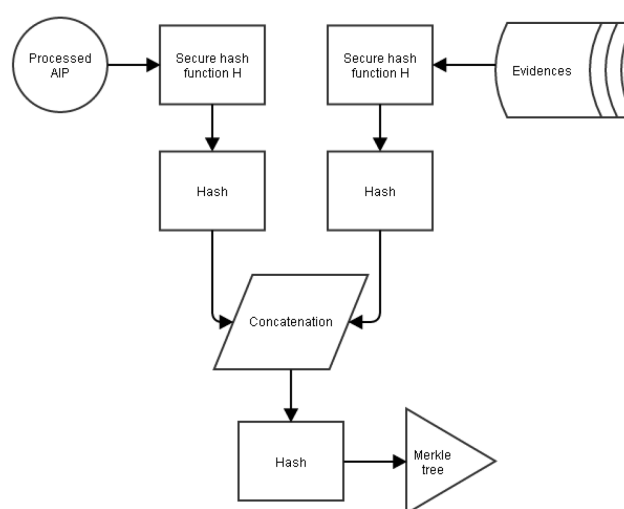 Processed
AIP
Secure hash
function H
Secure hash
function H
Evidences
Hash
Hash
Concatenation
Hash
Merkle
tree